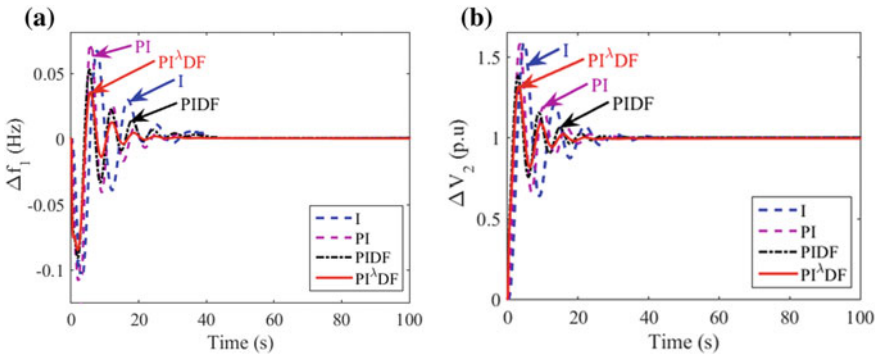 (a)
0.05
0
-0.05
-0.1
Δf₁ (Hz)
PI
PI^λDF
I
PIDF
I
PI
PIDF
PI^λDF
0 20 40 60 80 100
Time (s)
(b)
1.5
1
0.5
0
ΔV₂ (p.u)
I
PI^λDF
PI
PIDF
I
PI
PIDF
PI^λDF
0 20 40 60 80 100
Time (s)